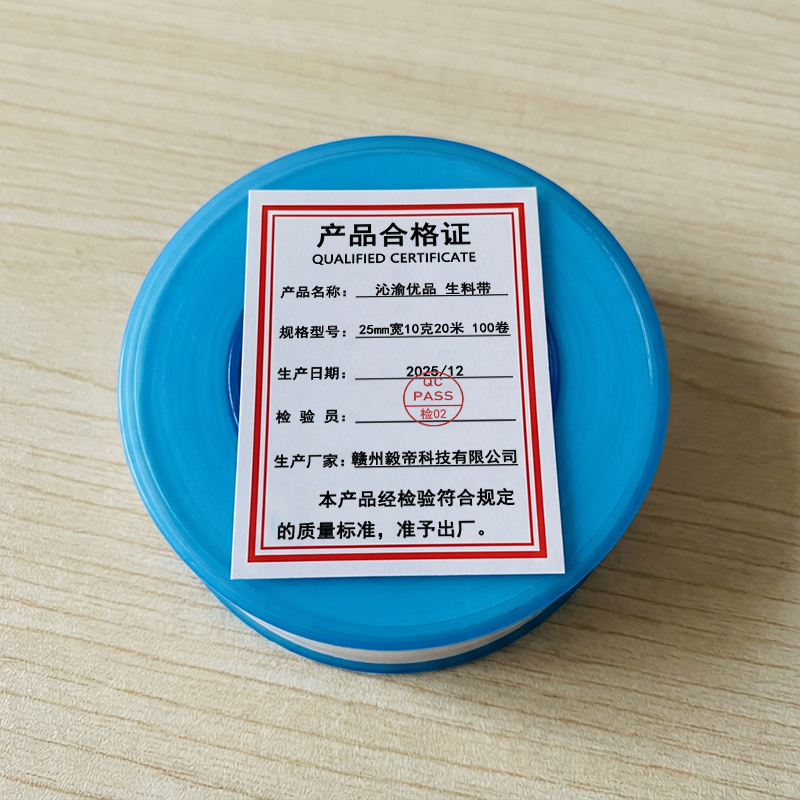 产品合格证
QUALIFIED CERTIFICATE
产品名称： 沁渝优品 生料带
规格型号： 25mm宽10克20米 100卷
生产日期： 2025/12
QC
PASS
检 验 员： 检02
生产厂家： 赣州毅帝科技有限公司
本产品经检验符合规定
的质量标准，准予出厂。